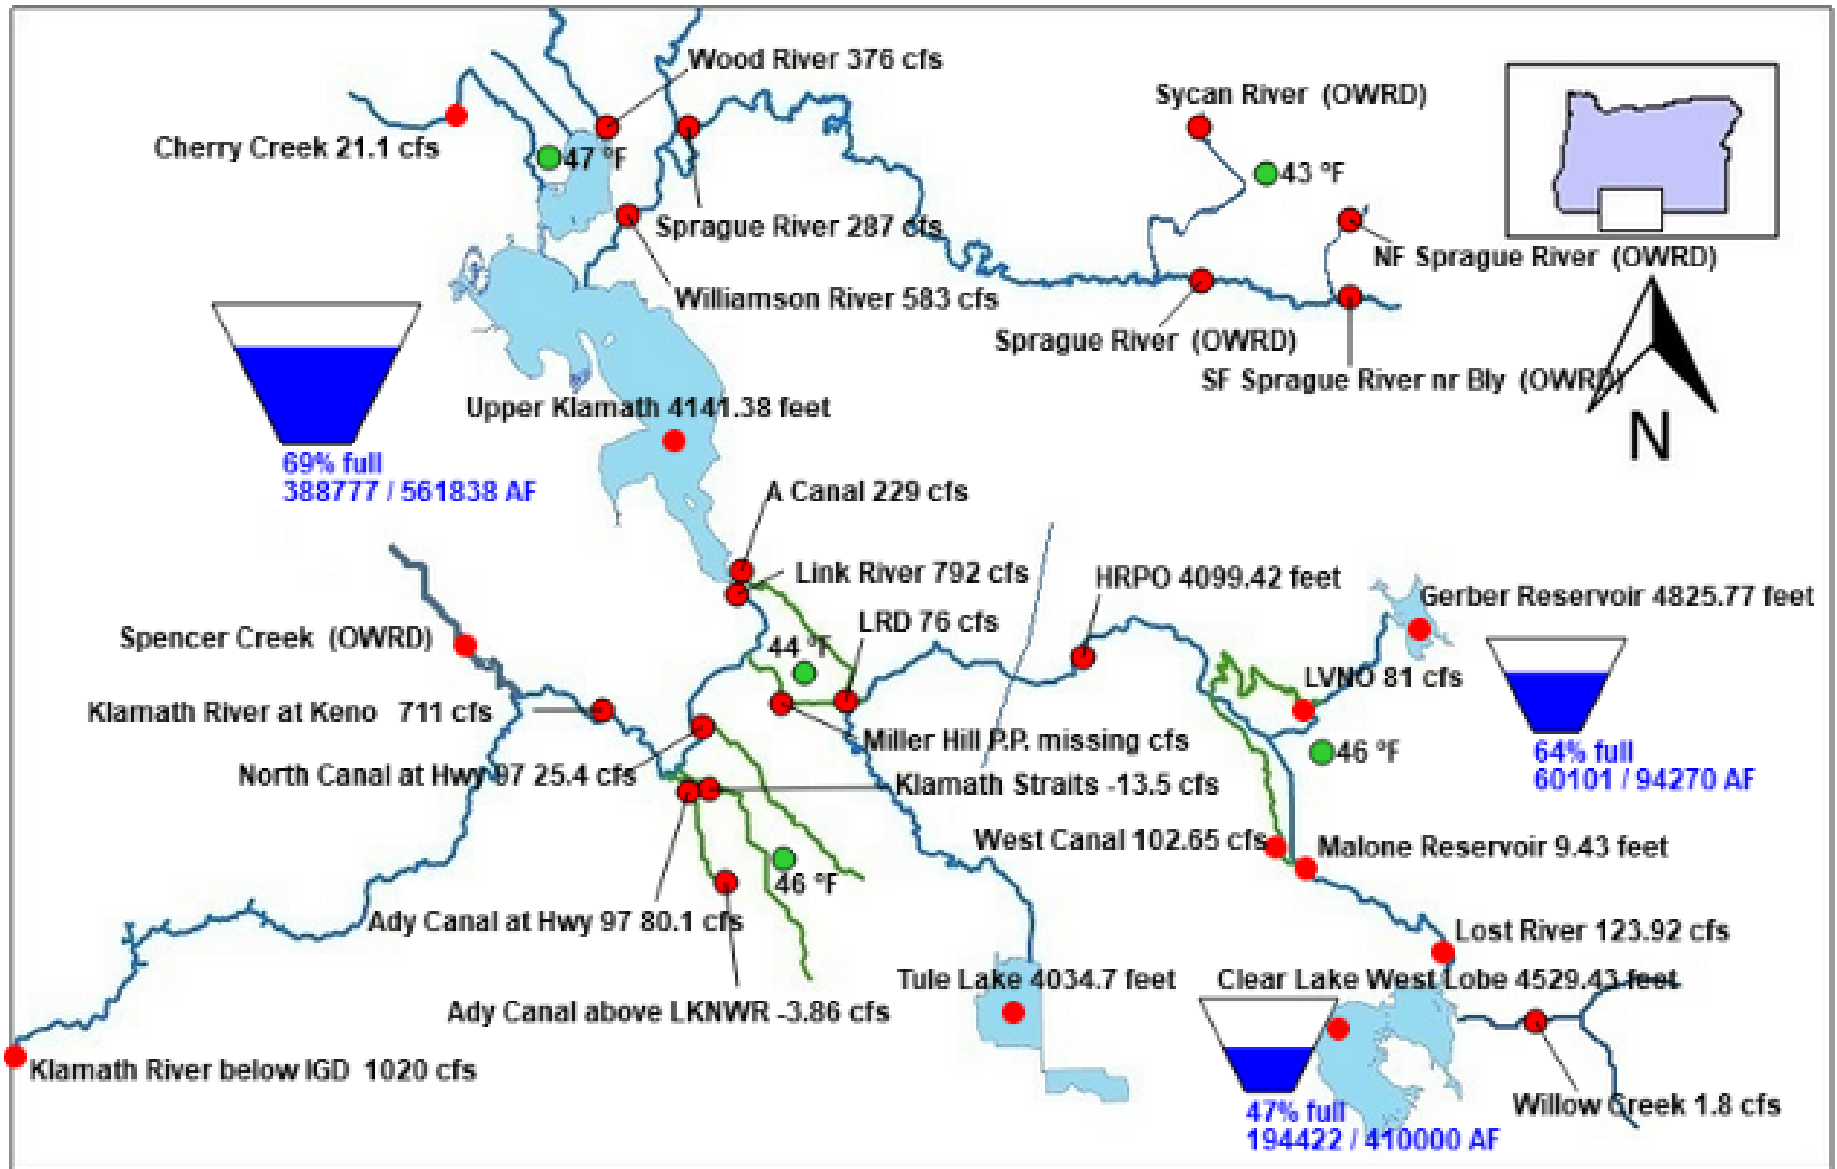 Wood River 376 cfs
Sycan River (OWRD)
Cherry Creek 21.1 cfs
47 ºF
43 ºF
Sprague River 287 cfs
NF Sprague River (OWRD)
Williamson River 583 cfs
Sprague River (OWRD)
SF Sprague River nr Bly (OWRD)
Upper Klamath 4141.38 feet
N
69% full
388777 / 561838 AF
A Canal 229 cfs
Link River 792 cfs
HRPO 4099.42 feet
Gerber Reservoir 4825.77 feet
LRD 76 cfs
Spencer Creek (OWRD)
44 ºF
LVNO 81 cfs
Klamath River at Keno 711 cfs
Miller Hill P.P. missing cfs
46 ºF
64% full
60101 / 94270 AF
North Canal at Hwy 97 25.4 cfs
Klamath Straits -13.5 cfs
West Canal 102.65 cfs
Malone Reservoir 9.43 feet
46 ºF
Ady Canal at Hwy 97 80.1 cfs
Lost River 123.92 cfs
Tule Lake 4034.7 feet
Clear Lake West Lobe 4529.43 feet
Ady Canal above LKNWR -3.86 cfs
Klamath River below IGD 1020 cfs
Willow Creek 1.8 cfs
47% full
194422 / 410000 AF